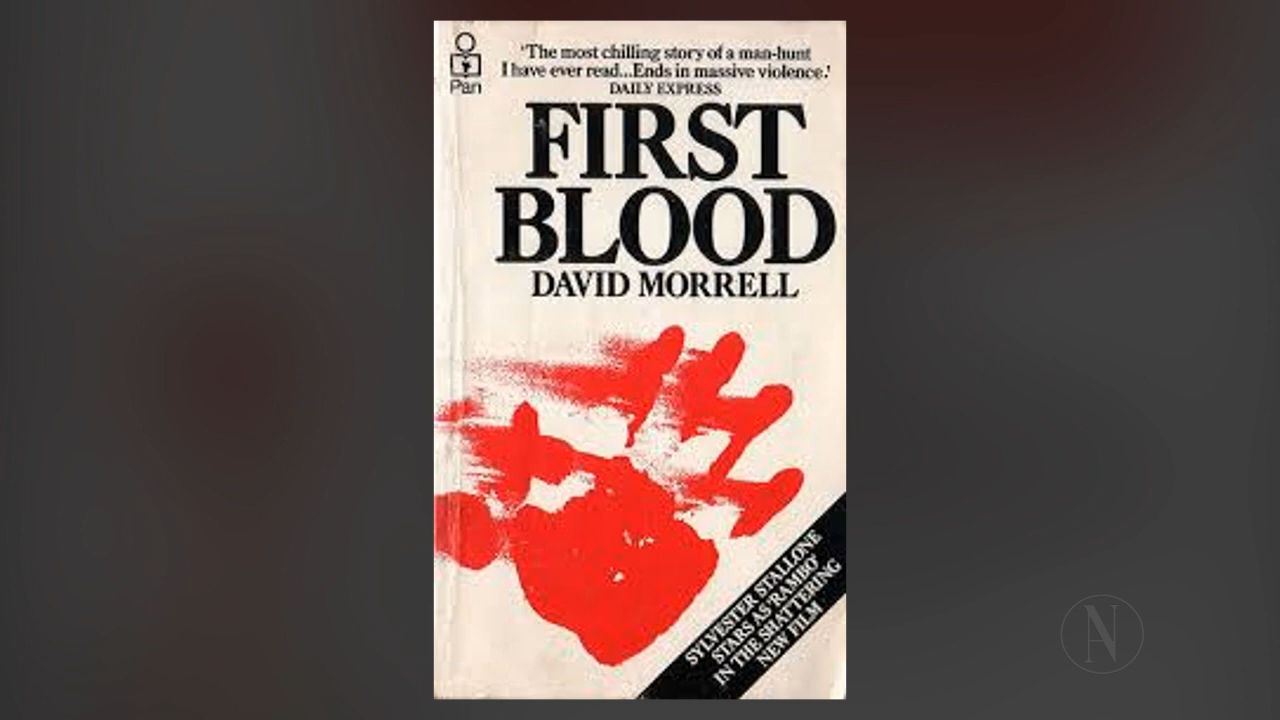 Pan
'The most chilling story of a man-hunt
I have ever read...Ends in massive violence.'
DAILY EXPRESS
FIRST
BLOOD
DAVID MORRELL
SYLVESTER STALLONE
STARS AS 'RAMBO'
IN THE SHATTERING
NEW FILM
N